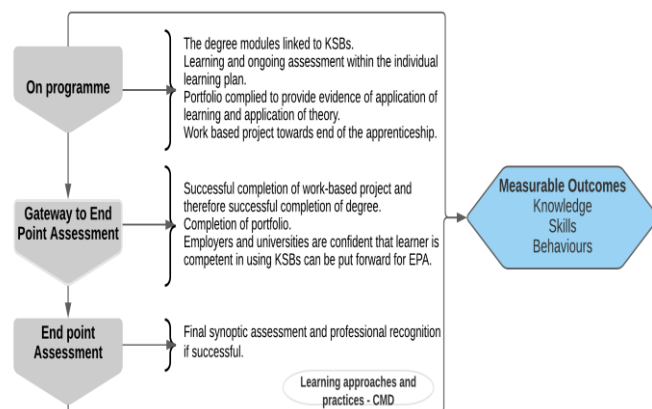 On programme
The degree modules linked to KSBs.
Learning and ongoing assessment within the individual
learning plan.
Portfolio complied to provide evidence of application of
learning and application of theory.
Work based project towards end of the apprenticeship.
Gateway to End
Point Assessment
Successful completion of work-based project and
therefore successful completion of degree.
Completion of portfolio.
Employers and universities are confident that learner is
competent in using KSBs can be put forward for EPA.
End point
Assessment
Final synoptic assessment and professional recognition
if successful.
Learning approaches and
practices - CMD
Measurable Outcomes
Knowledge
Skills
Behaviours